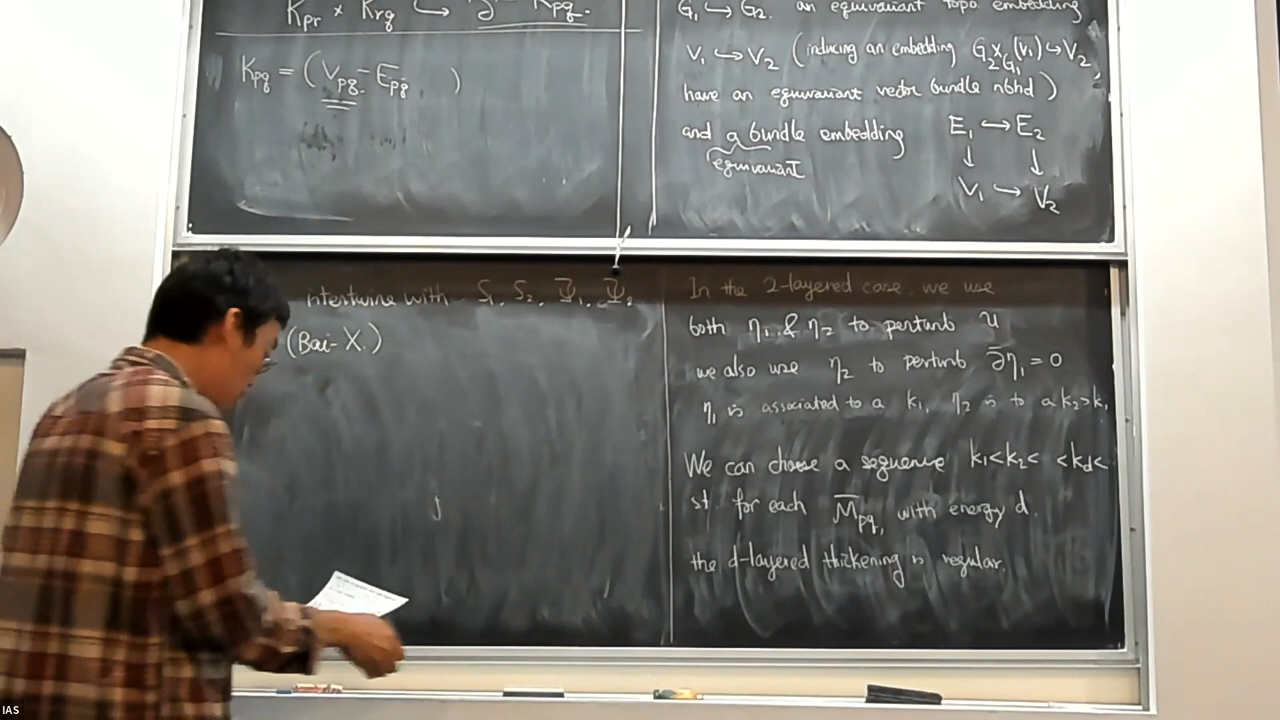 K_pr × K_rq ↪ ∂ K_pq.
K_pq = (V_pq - E_pq )
G₁ ↪ G₂. an equivariant topo embedding
V₁ ↪ V₂ (inducing an embedding G₂ ×_G₁ (V₁) ↪ V₂,
have an equivariant vector bundle nbhd )
and a bundle embedding E₁ ↪ E₂
equivariant ↓ ↓
V₁ ↪ V₂
intertwine with S₁, S₂, Ψ₁, Ψ₂
(Bai-X.)
In the 2-layered case, we use
both η₁ & η₂ to perturb u
we also use η₂ to perturb ∂̄η₁ = 0
η₁ is associated to a k₁, η₂ is to a k₂>k₁
We can choose a sequence k₁<k₂< <k_d<
st. for each M̄_pq, with energy d.
the d-layered thickening is regular.
IAS